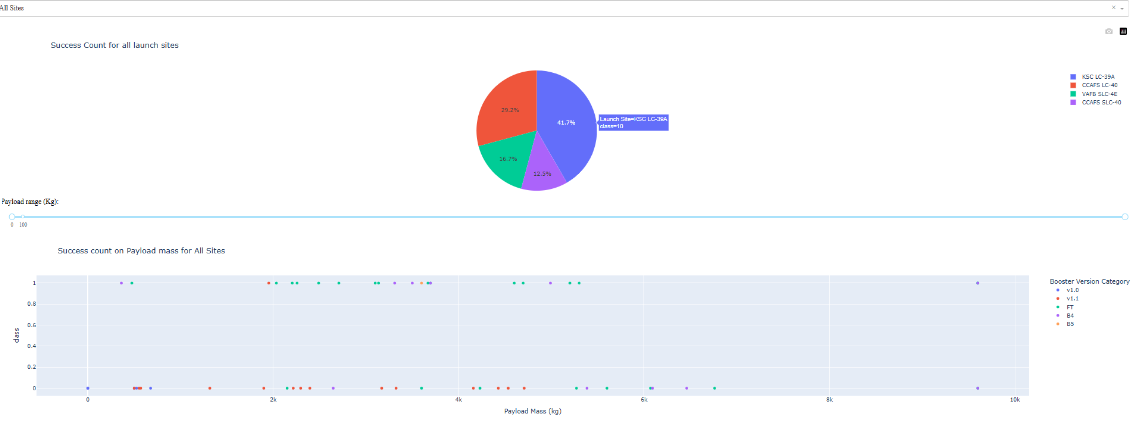 All Sites
Success Count for all launch sites
KSC LC-39A
CCAFS LC-40
VAFB SLC-4E
CCAFS SLC-40
29.2%
41.7%
Launch Site=KSC LC-39A
class=10
16.7%
12.5%
Payload range (Kg):
0 100
Success count on Payload mass for All Sites
Booster Version Category
v1.0
v1.1
FT
B4
B5
class
1
0.8
0.6
0.4
0.2
0
0 2k 4k 6k 8k 10k
Payload Mass (kg)